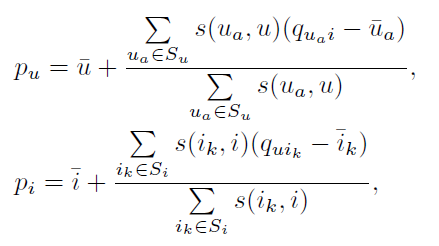 $p_u = \bar{u} + \frac{\sum_{u_a \in S_u} s(u_a, u)(q_{u_a i} - \bar{u}_a)}{\sum_{u_a \in S_u} s(u_a, u)},$
$p_i = \bar{i} + \frac{\sum_{i_k \in S_i} s(i_k, i)(q_{u i_k} - \bar{i}_k)}{\sum_{i_k \in S_i} s(i_k, i)},$